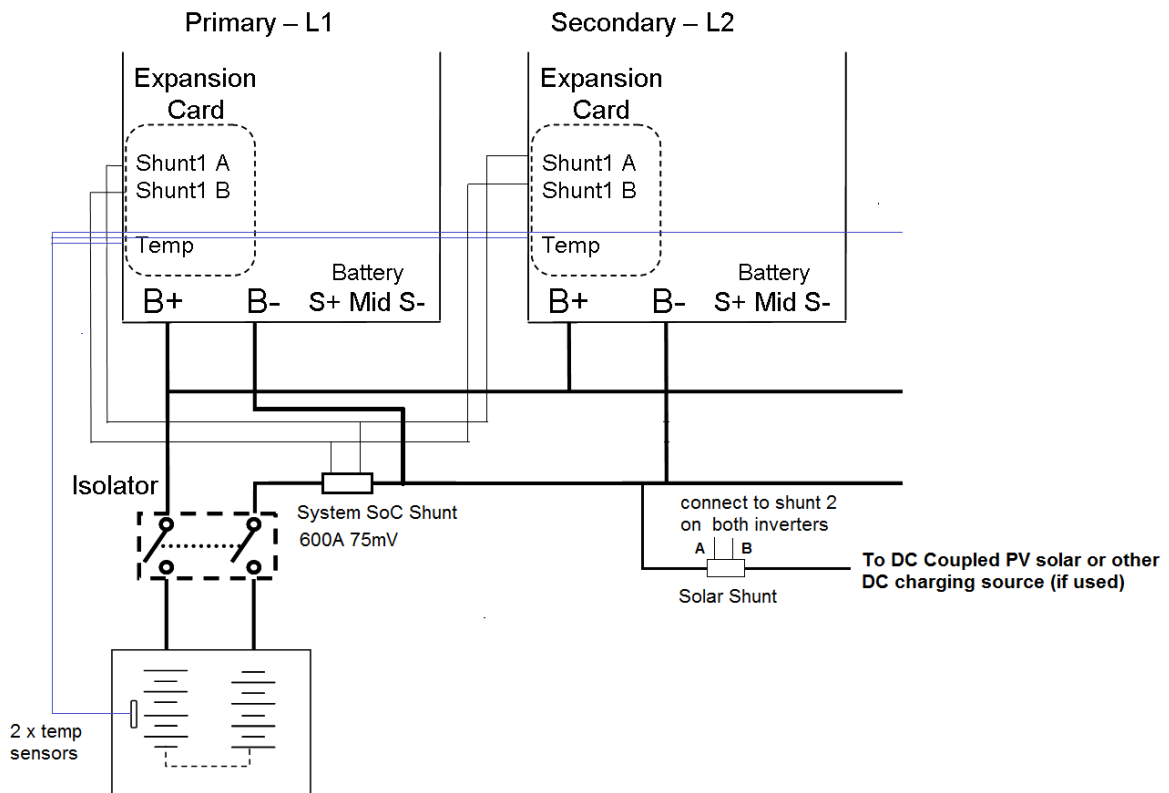 Primary – L1
Secondary – L2
Expansion
Card
Shunt1 A
Shunt1 B
Temp
Battery
B+ B- S+ Mid S-
Expansion
Card
Shunt1 A
Shunt1 B
Temp
Battery
B+ B- S+ Mid S-
Isolator
System SoC Shunt
600A 75mV
connect to shunt 2
on both inverters
A B
Solar Shunt
To DC Coupled PV solar or other
DC charging source (if used)
2 x temp
sensors